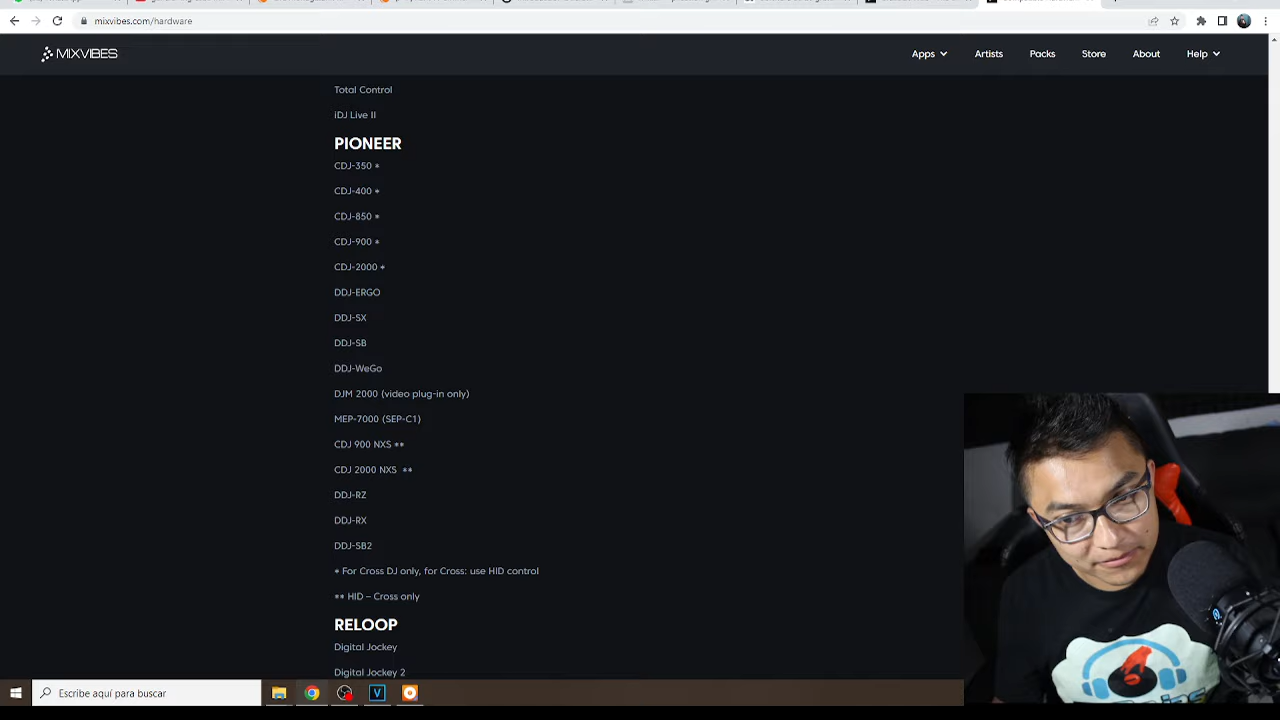 mixvibes.com/hardware
MIXVIBES
Apps
Artists
Packs
Store
About
Help
Total Control
iDJ Live II
PIONEER
CDJ-350 *
CDJ-400 *
CDJ-850 *
CDJ-900 *
CDJ-2000 *
DDJ-ERGO
DDJ-SX
DDJ-SB
DDJ-WeGo
DJM 2000 (video plug-in only)
MEP-7000 (SEP-C1)
CDJ 900 NXS **
CDJ 2000 NXS **
DDJ-RZ
DDJ-RX
DDJ-SB2
* For Cross DJ only, for Cross: use HID control
** HID – Cross only
RELOOP
Digital Jockey
Digital Jockey 2
Escribe aquí para buscar
V